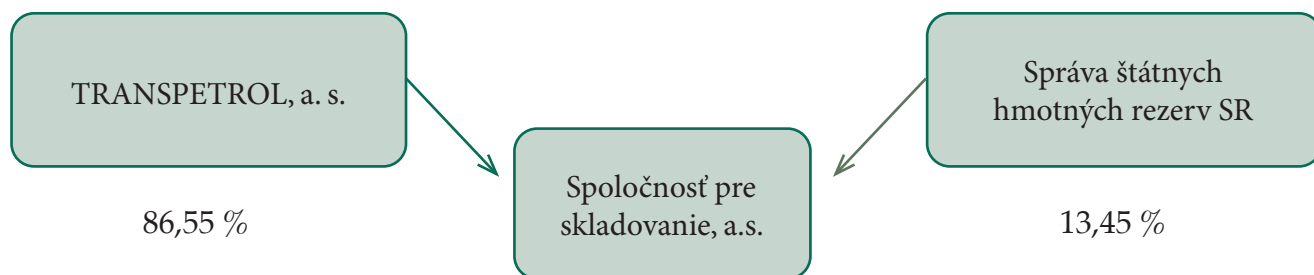 TRANSPETROL, a. s.
86,55 %
Spoločnosť pre
skladovanie, a.s.
Správa štátnych
hmotných rezerv SR
13,45 %